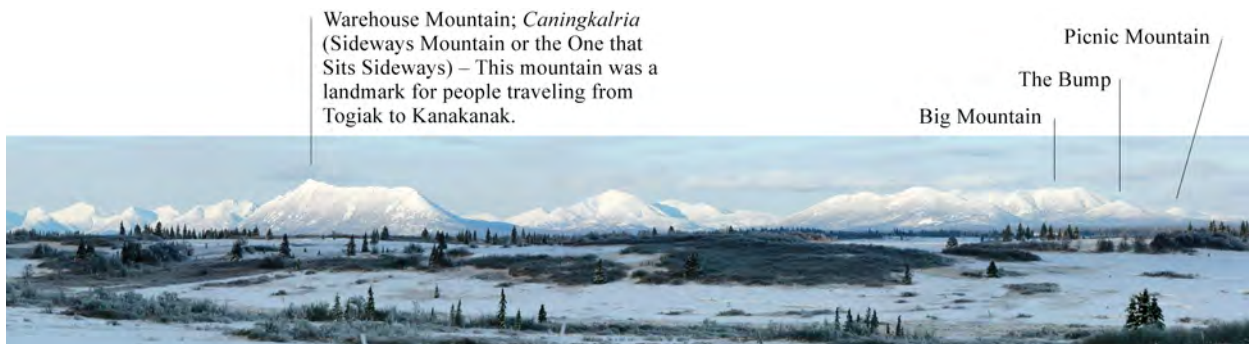 Warehouse Mountain; Caningkalria
(Sideways Mountain or the One that
Sits Sideways) – This mountain was a
landmark for people traveling from
Togiak to Kanakanak.
Big Mountain
The Bump
Picnic Mountain